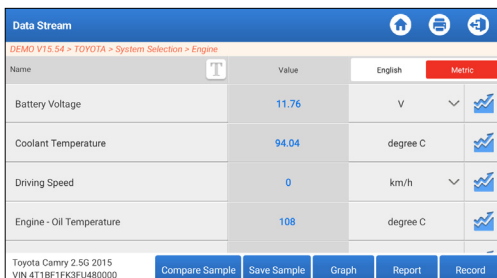 Data Stream
DEMO V15.54 > TOYOTA > System Selection > Engine
Name T Value English Metric
Battery Voltage 11.76 V
Coolant Temperature 94.04 degree C
Driving Speed 0 km/h
Engine - Oil Temperature 108 degree C
Toyota Camry 2.5G 2015
VIN 4T1BF1FK3FU480000
Compare Sample Save Sample Graph Report Record